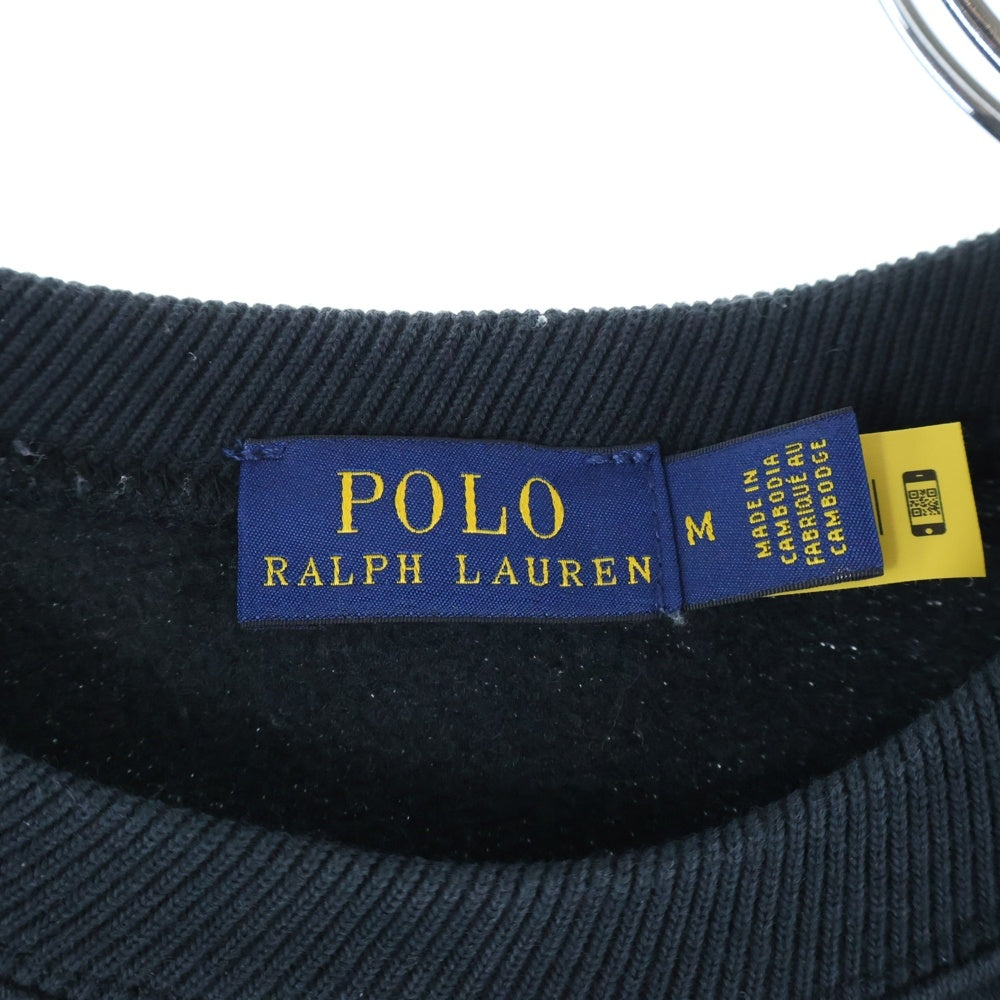 POLO
RALPH LAUREN
M
MADE IN
CAMBODIA
FABRIQUÉ AU
CAMBODGE